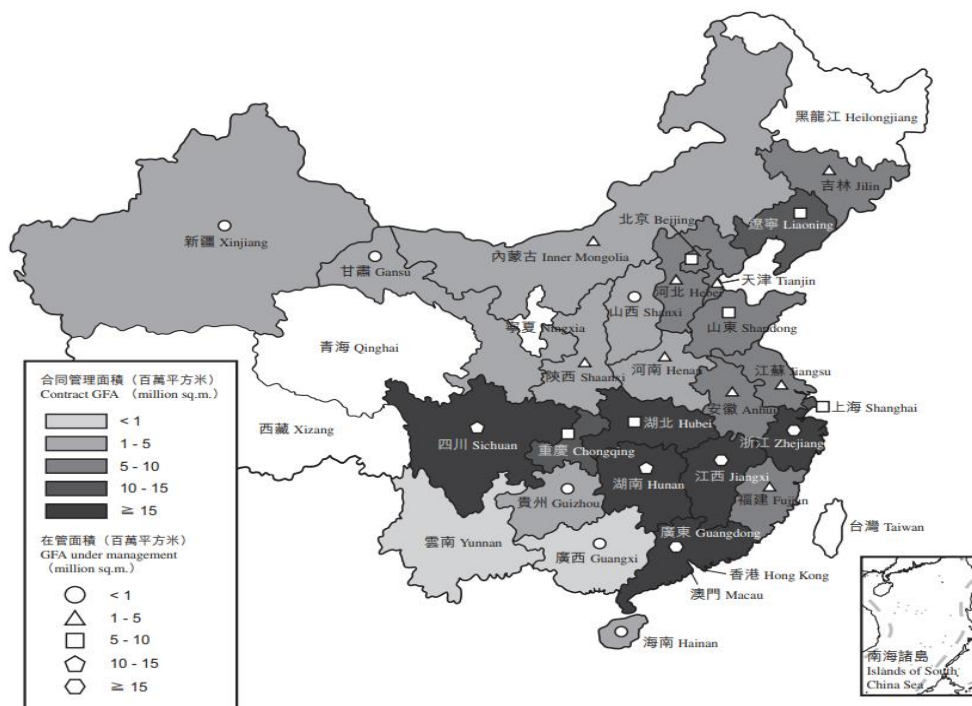 黑龍江 Heilongjiang
吉林 Jilin
遼寧 Liaoning
北京 Beijing
新疆 Xinjiang
甘肅 Gansu
內蒙古 Inner Mongolia
天津 Tianjin
河北 Hebei
山西 Shanxi
寧夏 Ningxia
山東 Shandong
青海 Qinghai
陝西 Shaanxi
河南 Henan
江蘇 Jiangsu
安徽 Anhui
上海 Shanghai
西藏 Xizang
四川 Sichuan
重慶 Chongqing
湖北 Hubei
浙江 Zhejiang
湖南 Hunan
江西 Jiangxi
貴州 Guizhou
福建 Fujian
雲南 Yunnan
廣西 Guangxi
廣東 Guangdong
台灣 Taiwan
香港 Hong Kong
澳門 Macau
海南 Hainan
合同管理面積（百萬平方米）
Contract GFA （million sq.m.）
< 1
1 - 5
5 - 10
10 - 15
≥ 15
在管面積（百萬平方米）
GFA under management
（million sq.m.）
< 1
1 - 5
5 - 10
10 - 15
≥ 15
南海諸島
Islands of South
China Sea